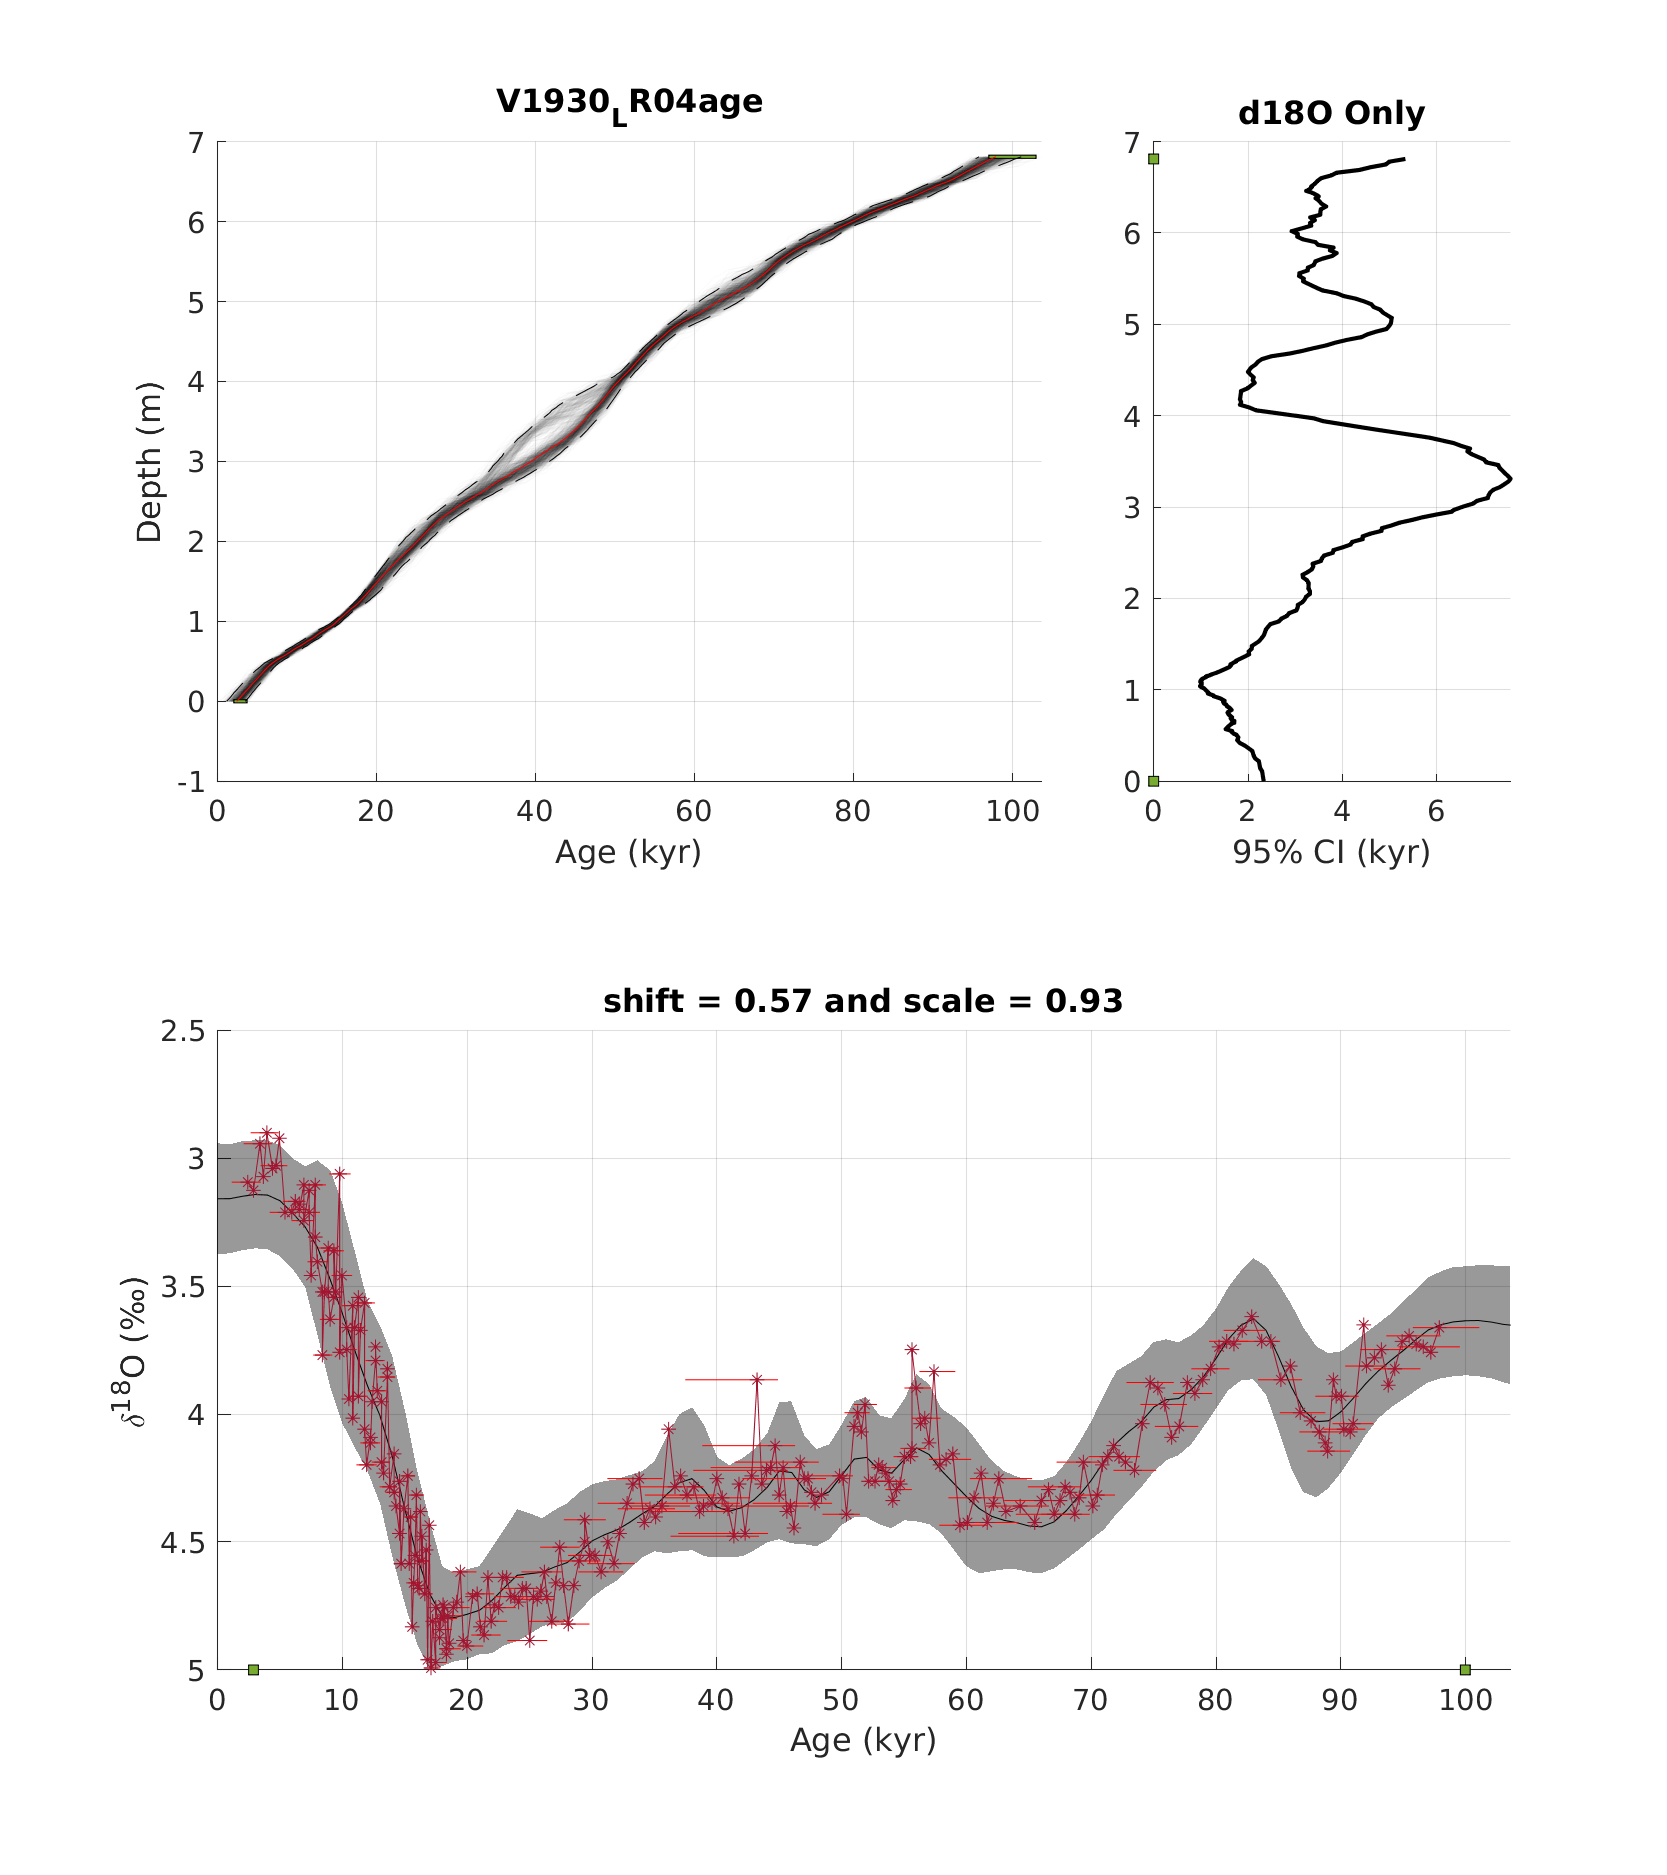 V1930LR04age
d18O Only
7
6
5
4
3
2
1
0
-1
Depth (m)
0 20 40 60 80 100
Age (kyr)
7
6
5
4
3
2
1
0
0 2 4 6
95% CI (kyr)
shift = 0.57 and scale = 0.93
2.5
3
3.5
4
4.5
5
δ18O (‰)
0 10 20 30 40 50 60 70 80 90 100
Age (kyr)